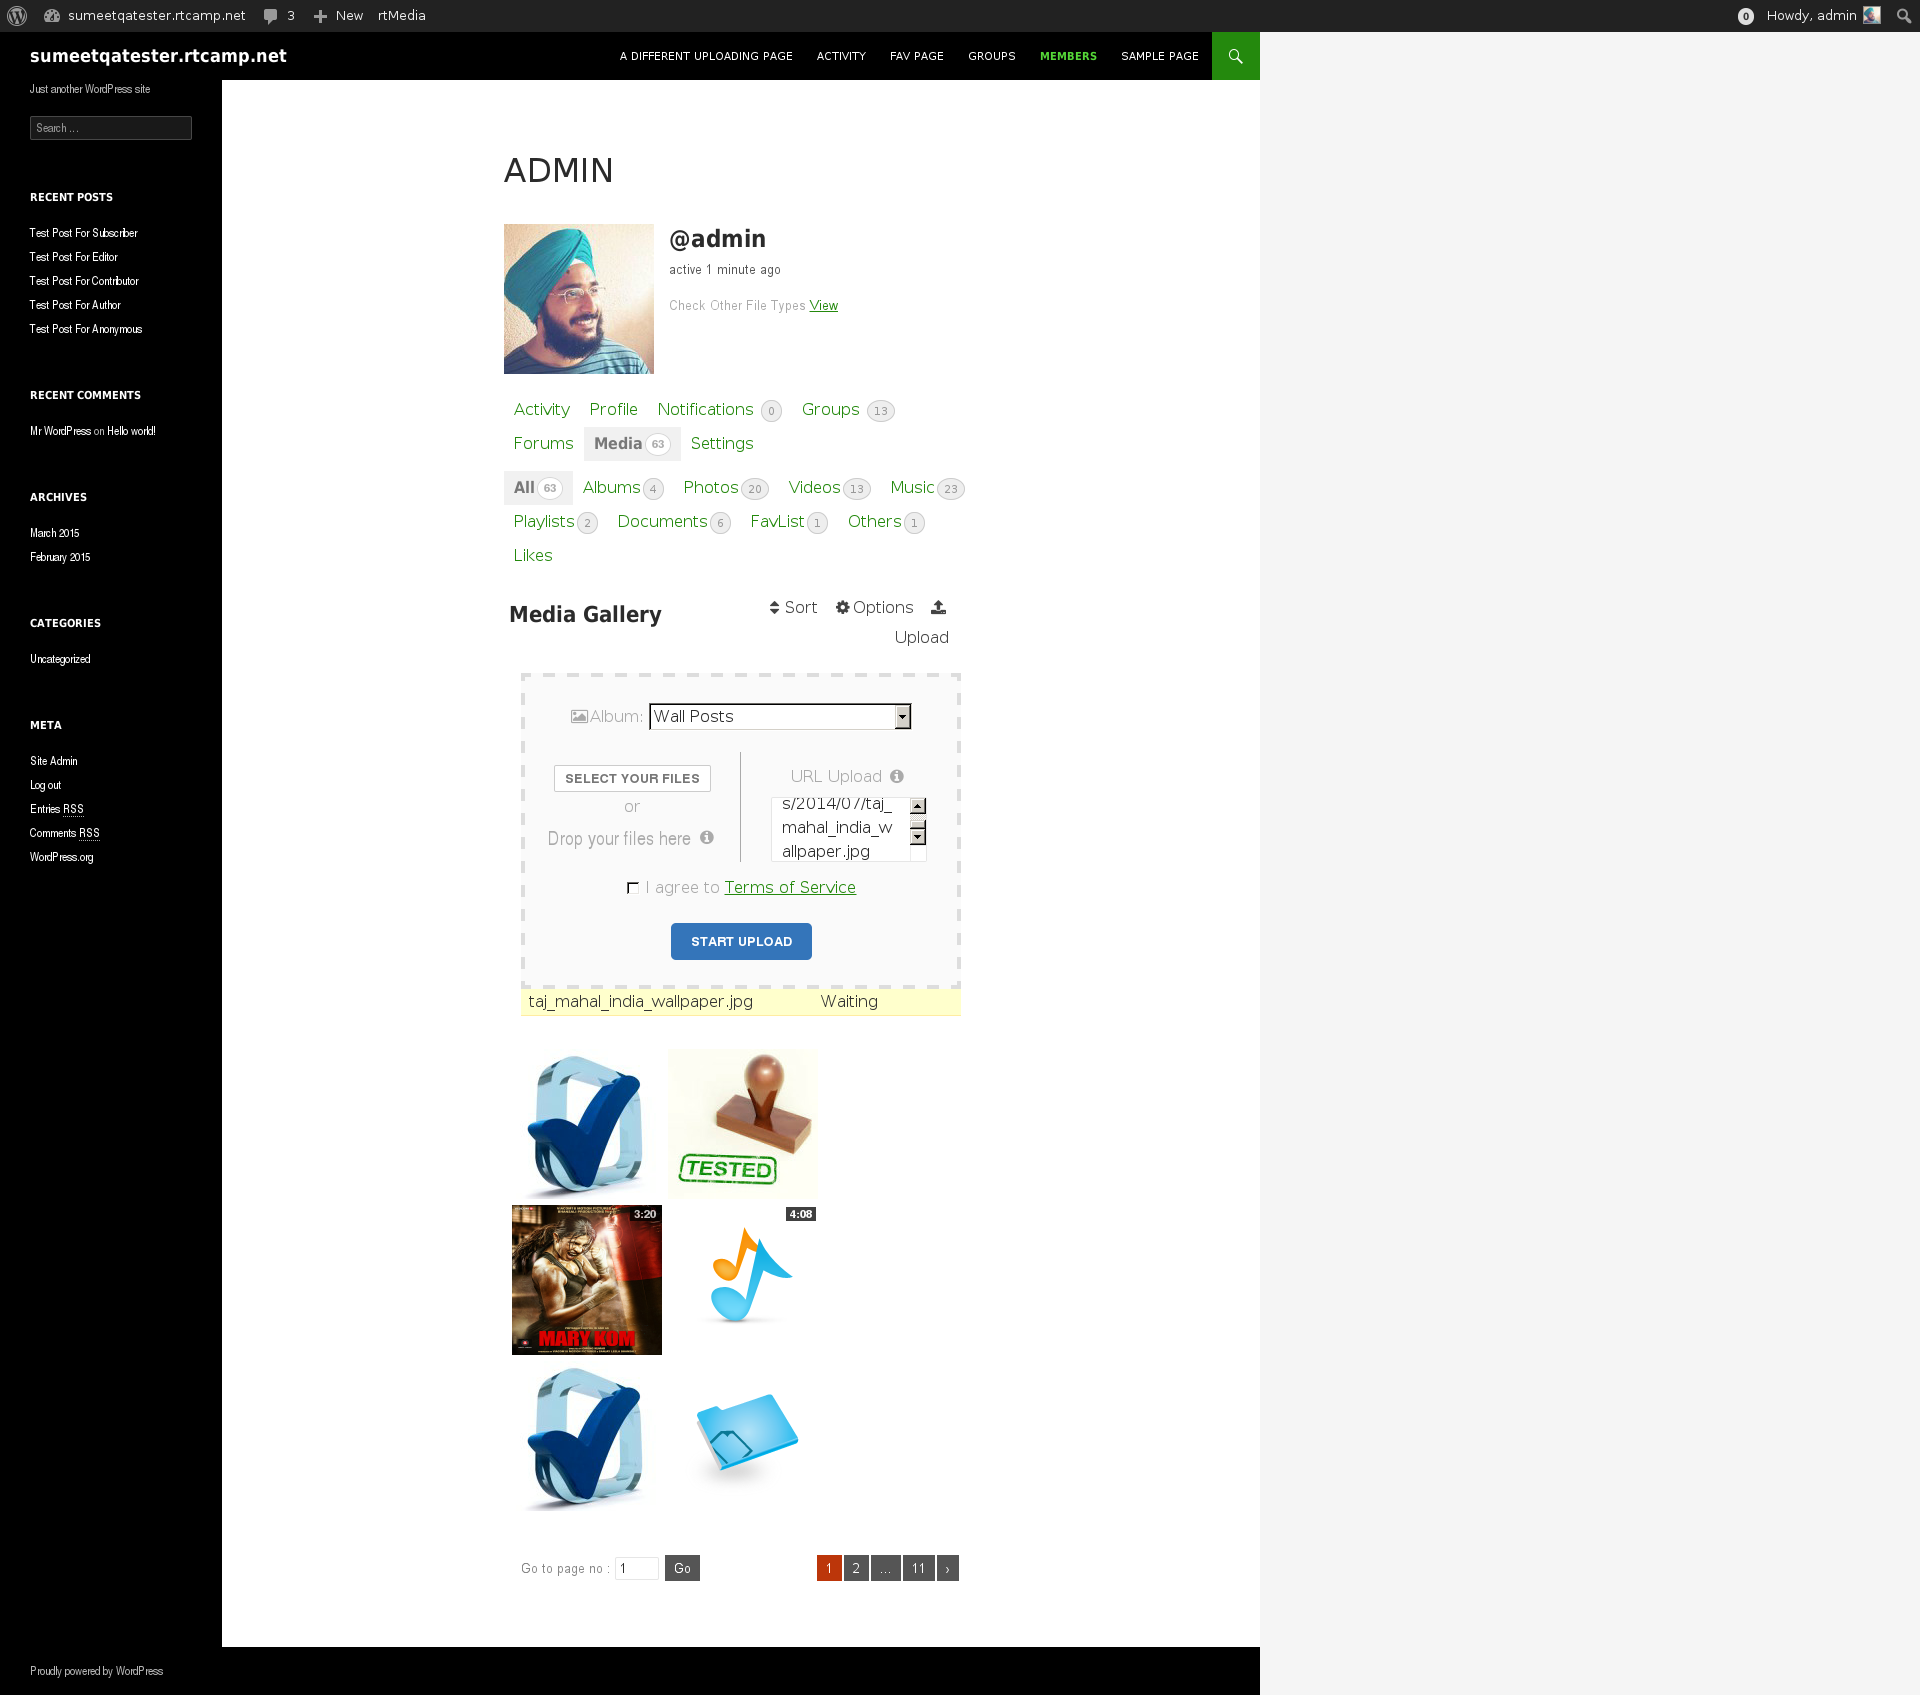 sumeetqatester.rtcamp.net 3 New rtMedia 0 Howdy, admin
sumeetqatester.rtcamp.net A DIFFERENT UPLOADING PAGE ACTIVITY FAV PAGE GROUPS MEMBERS SAMPLE PAGE
Just another WordPress site
Search ...
RECENT POSTS
Test Post For Subscriber
Test Post For Editor
Test Post For Contributor
Test Post For Author
Test Post For Anonymous
RECENT COMMENTS
Mr WordPress on Hello world!
ARCHIVES
March 2015
February 2015
CATEGORIES
Uncategorized
META
Site Admin
Log out
Entries RSS
Comments RSS
WordPress.org
ADMIN
@admin
active 1 minute ago
Check Other File Types View
Activity Profile Notifications 0 Groups 13
Forums Media 63 Settings
All 63 Albums 4 Photos 20 Videos 13 Music 23
Playlists 2 Documents 6 FavList 1 Others 1
Likes
Media Gallery Sort Options
Upload
Album: Wall Posts
SELECT YOUR FILES
or
Drop your files here
URL Upload
s/2014/07/taj_
mahal_india_w
allpaper.jpg
I agree to Terms of Service
START UPLOAD
taj_mahal_india_wallpaper.jpg Waiting
TESTED
3:20
MARY KOM
4:08
Go to page no : 1 Go 1 2 ... 11 ›
Proudly powered by WordPress